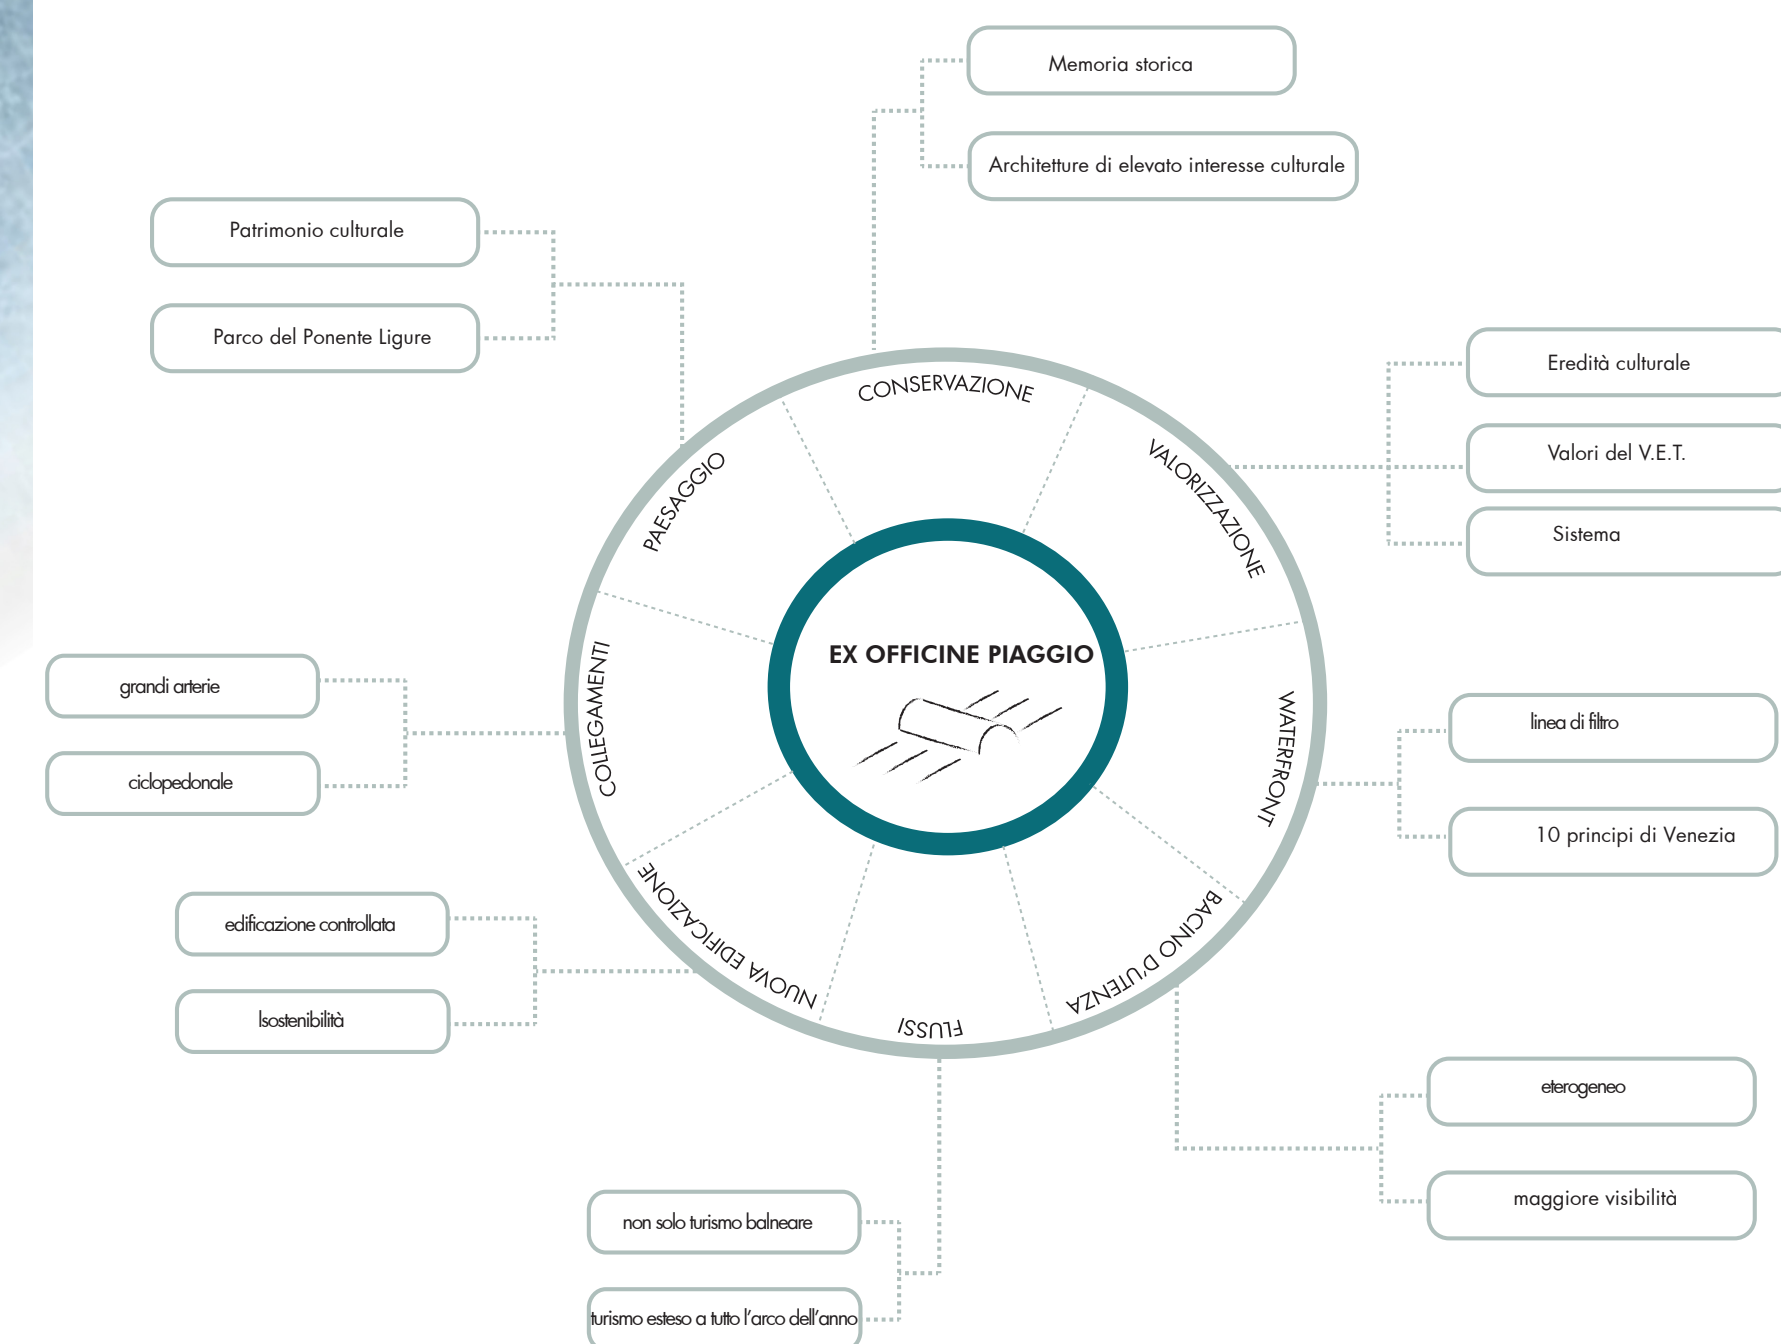 Memoria storica
Architetture di elevato interesse culturale
Patrimonio culturale
Parco del Ponente Ligure
Eredità culturale
Valori del V.E.T.
Sistema
CONSERVAZIONE
VALORIZZAZIONE
PAESAGGIO
COLLEGAMENTI
WATERFRONT
EX OFFICINE PIAGGIO
NUOVA EDIFICAZIONE
BACINO D'UTENZA
FLUSSI
grandi arterie
ciclopedonale
linea di filtro
10 principi di Venezia
edificazione controllata
lsostenibilità
eterogeneo
maggiore visibilità
non solo turismo balneare
turismo esteso a tutto l'arco dell'anno